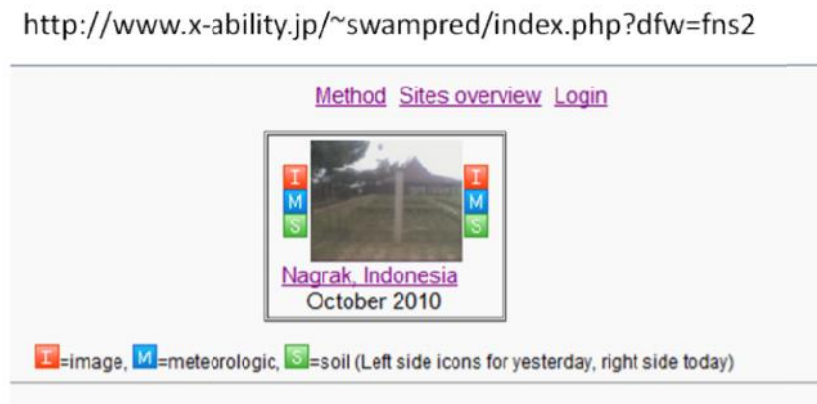 http://www.x-ability.jp/~swampred/index.php?dfw=fns2
Method Sites overview Login
I I
M M
S S
Nagrak, Indonesia
October 2010
I=image, M=meteorologic, S=soil (Left side icons for yesterday, right side today)